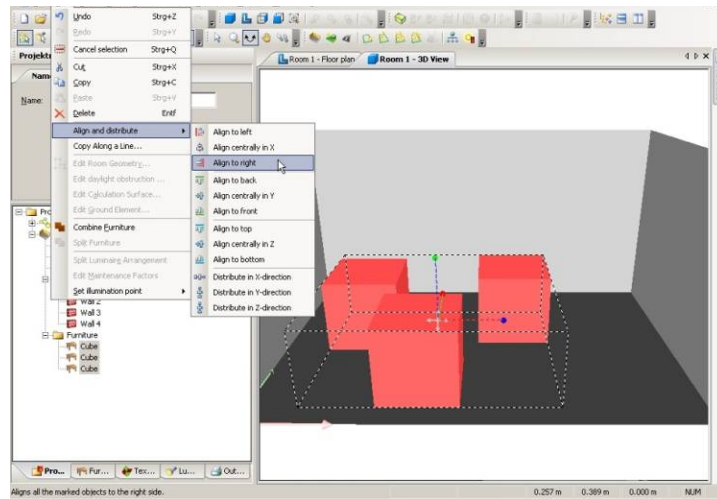 Undo Strg+Z
Redo Strg+Y
Cancel selection Strg+Q
Cut Strg+X
Copy Strg+C
Paste Strg+V
Delete Entf
Align and distribute
Copy Along a Line...
Edit Room Geometry...
Edit daylight obstruction ...
Edit Calculation Surface...
Edit Ground Element...
Combine Furniture
Split Furniture
Split Luminaire Arrangement
Edit Maintenance Factors
Set illumination point
Align to left
Align centrally in X
Align to right
Align to back
Align centrally in Y
Align to front
Align to top
Align centrally in Z
Align to bottom
Distribute in X-direction
Distribute in Y-direction
Distribute in Z-direction
Projekt
Nam
Name:
Room 1 - Floor plan
Room 1 - 3D View
Pro
Wall 2
Wall 3
Wall 4
Furniture
Cube
Cube
Cube
Pro... Fur... Tex... Lu... Out...
Aligns all the marked objects to the right side.
0.257 m 0.389 m 0.000 m NUM